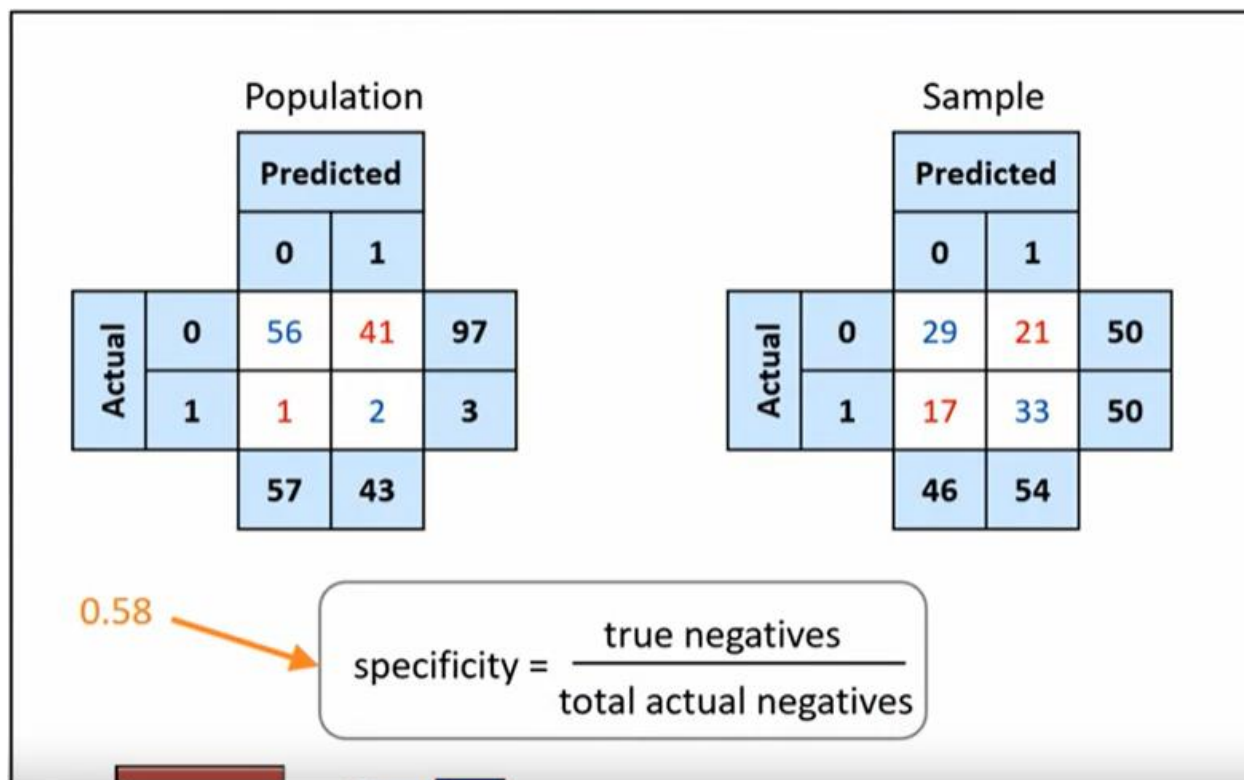 Population
Predicted
0 1
Actual
0 56 41 97
1 1 2 3
57 43
Sample
Predicted
0 1
Actual
0 29 21 50
1 17 33 50
46 54
0.58
specificity = true negatives
total actual negatives